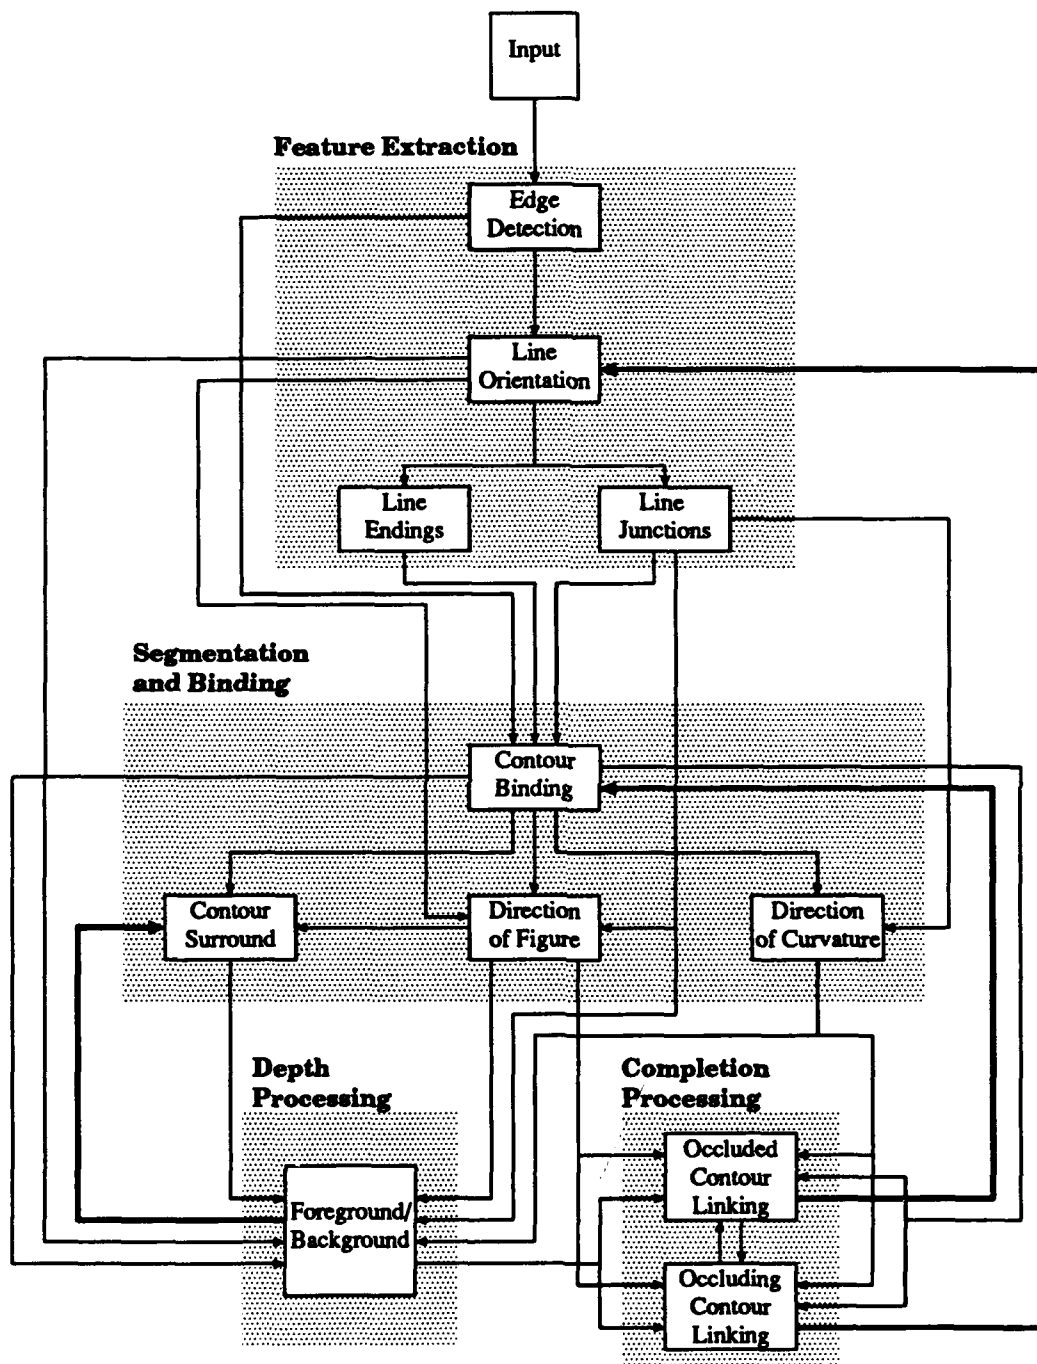 Input
Feature Extraction
Edge
Detection
Line
Orientation
Line
Endings
Line
Junctions
Segmentation
and Binding
Contour
Binding
Contour
Surround
Direction
of Figure
Direction
of Curvature
Depth
Processing
Completion
Processing
Foreground/
Background
Occluded
Contour
Linking
Occluding
Contour
Linking